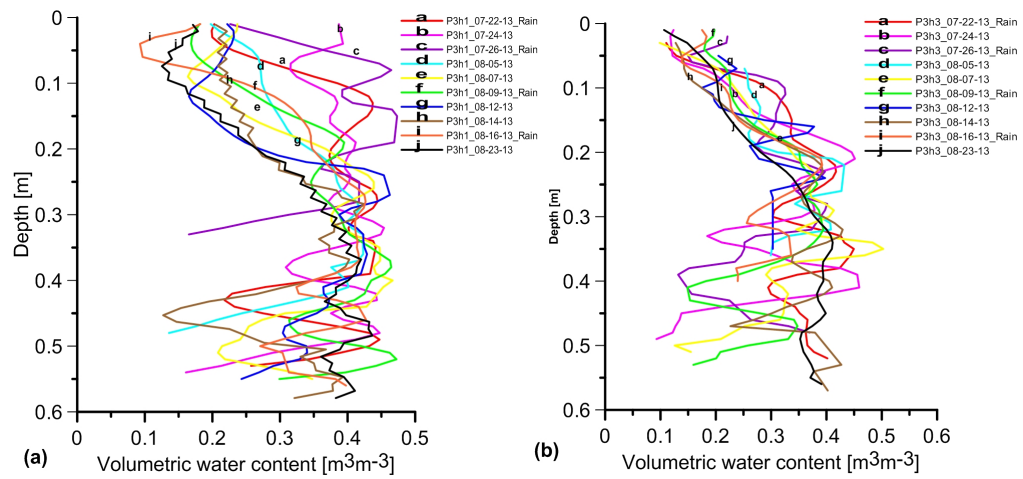 a P3h1_07-22-13_Rain
b P3h1_07-24-13
c P3h1_07-26-13_Rain
d P3h1_08-05-13
e P3h1_08-07-13
f P3h1_08-09-13_Rain
g P3h1_08-12-13
h P3h1_08-14-13
i P3h1_08-16-13_Rain
j P3h1_08-23-13
0
0.1
0.2
0.3
0.4
0.5
0.6
Depth [m]
b
i
j
c
a
d
h
f
e
g
0
0.1
0.2
0.3
0.4
0.5
(a)
Volumetric water content [m3m-3]
a P3h3_07-22-13_Rain
b P3h3_07-24-13
c P3h3_07-26-13_Rain
d P3h3_08-05-13
e P3h3_08-07-13
f P3h3_08-09-13_Rain
g P3h3_08-12-13
h P3h3_08-14-13
i P3h3_08-16-13_Rain
j P3h3_08-23-13
0
0.1
0.2
0.3
0.4
0.5
0.6
Depth [m]
f
c
g
h
i
b
a
d
j
e
0
0.1
0.2
0.3
0.4
0.5
0.6
(b)
Volumetric water content [m3m-3]